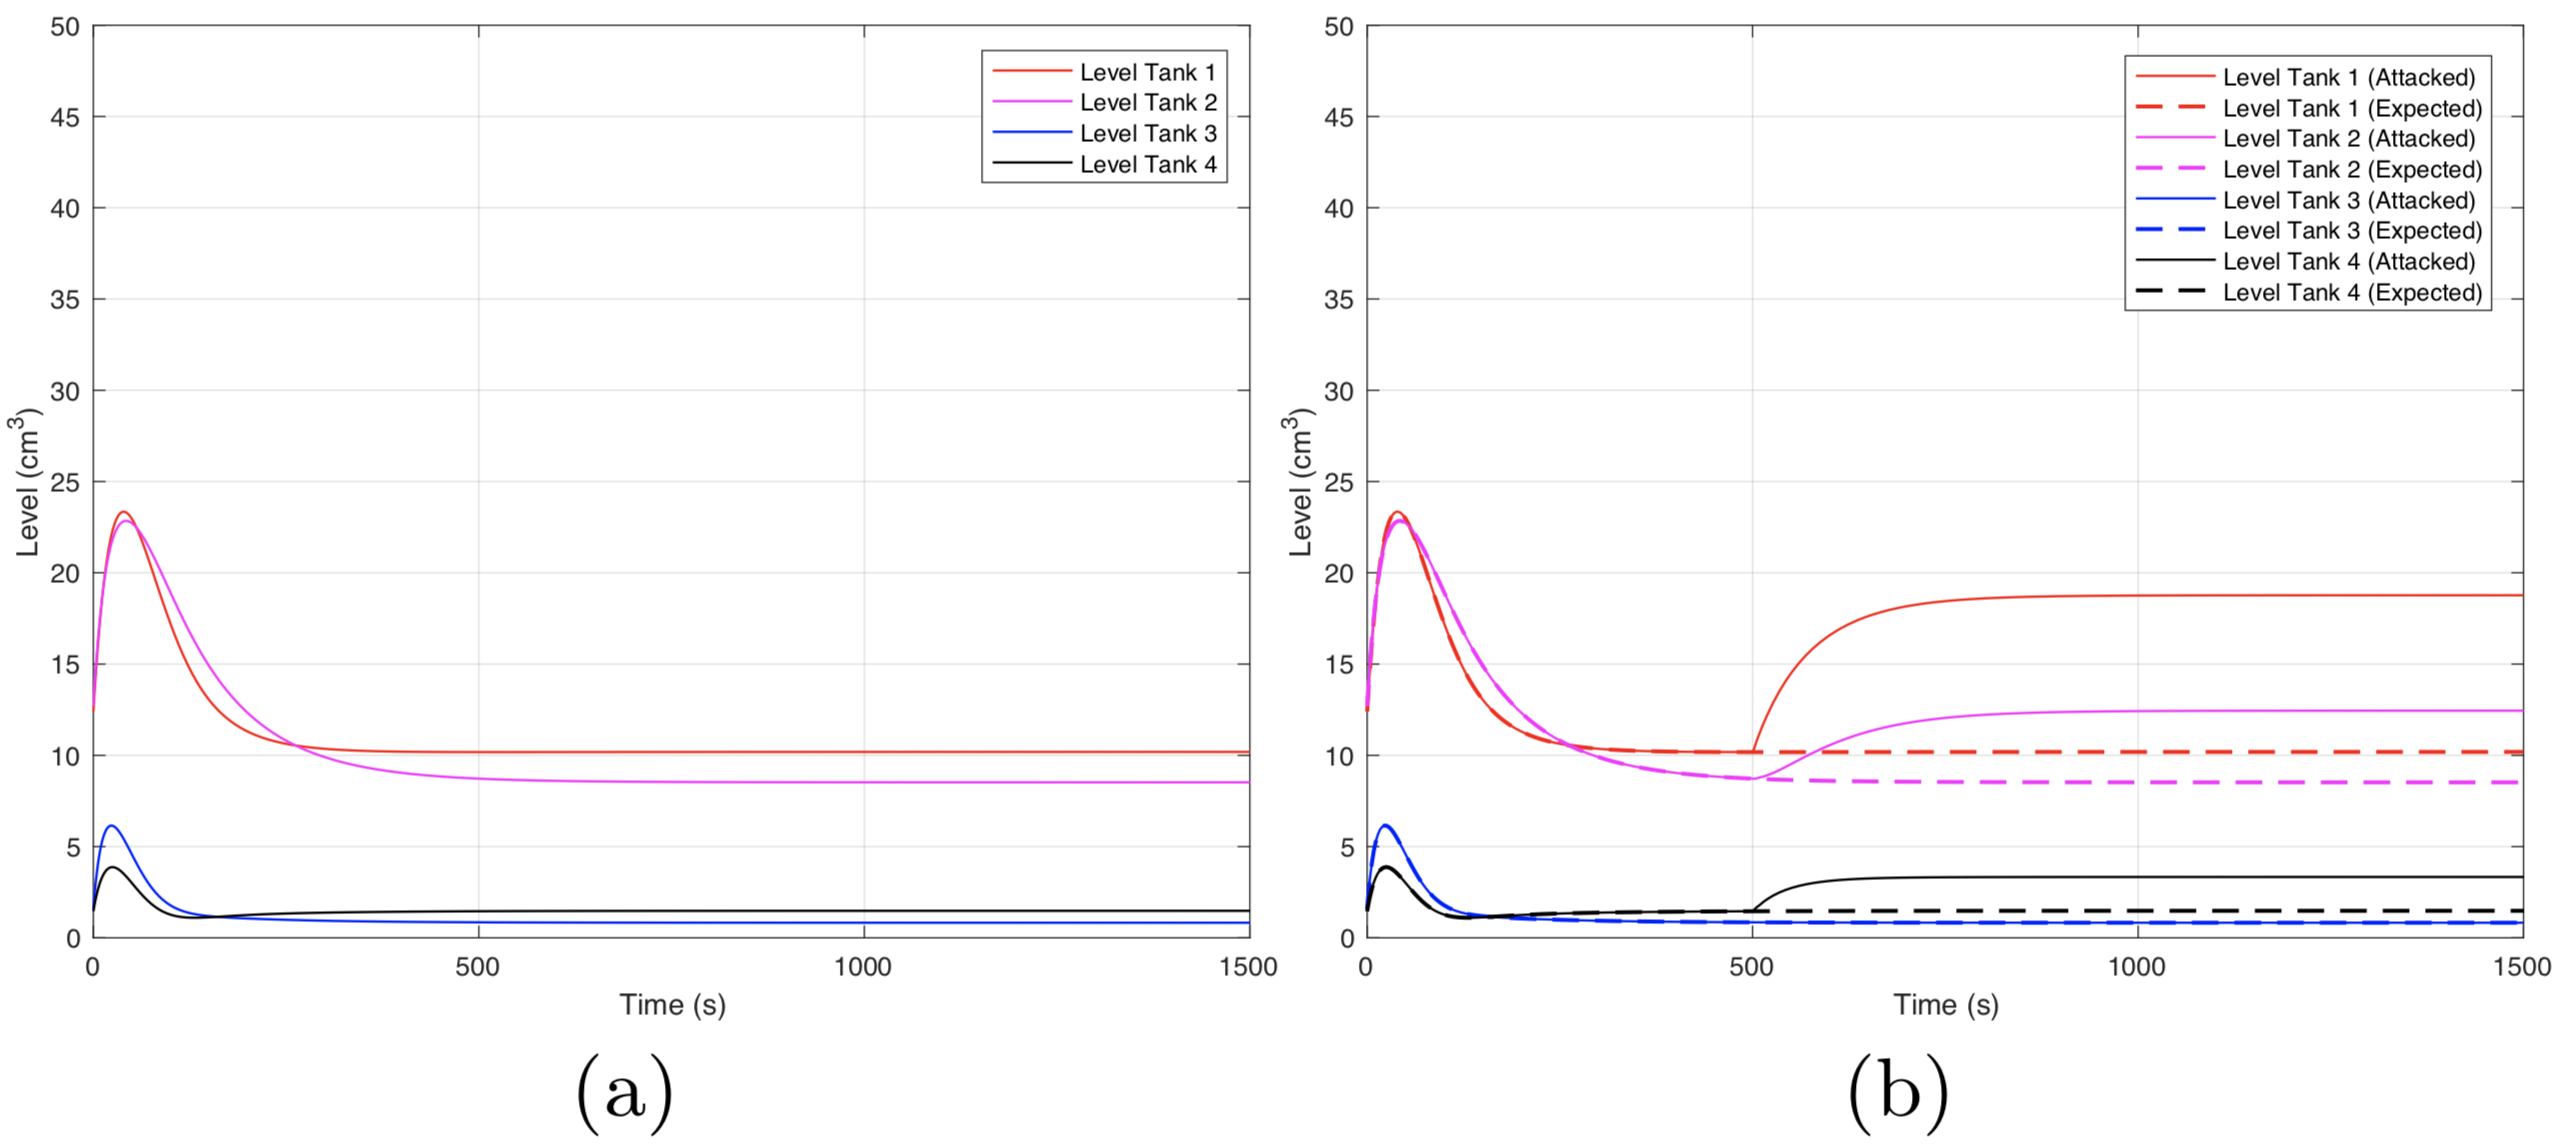 50
45
40
35
30
25
20
15
10
5
0
Level (cm³)
0 500 1000 1500
Time (s)
Level Tank 1
Level Tank 2
Level Tank 3
Level Tank 4
(a)
50
45
40
35
30
25
20
15
10
5
0
Level (cm³)
0 500 1000 1500
Time (s)
Level Tank 1 (Attacked)
Level Tank 1 (Expected)
Level Tank 2 (Attacked)
Level Tank 2 (Expected)
Level Tank 3 (Attacked)
Level Tank 3 (Expected)
Level Tank 4 (Attacked)
Level Tank 4 (Expected)
(b)